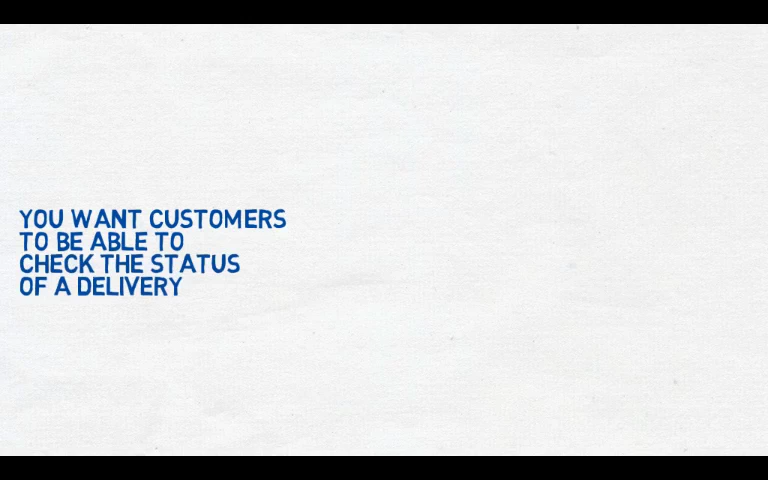 YOU WANT CUSTOMERS
TO BE ABLE TO
CHECK THE STATUS
OF A DELIVERY